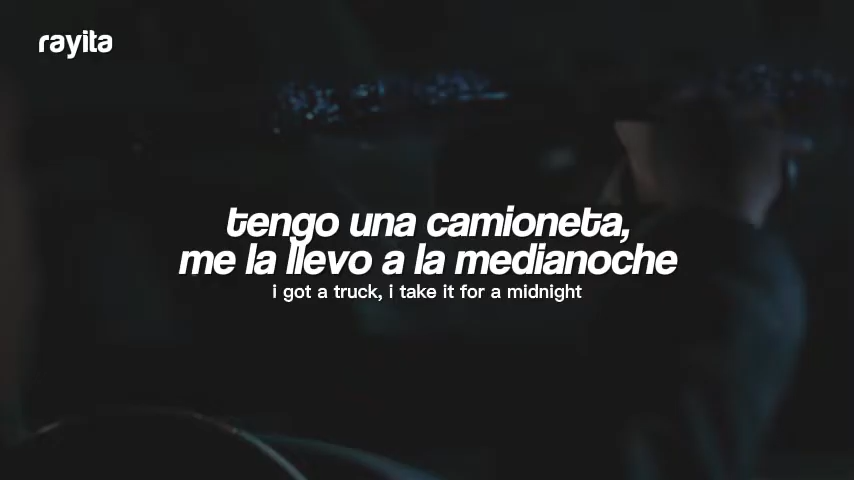 rayita
tengo una camioneta,
me la llevo a la medianoche
i got a truck, i take it for a midnight